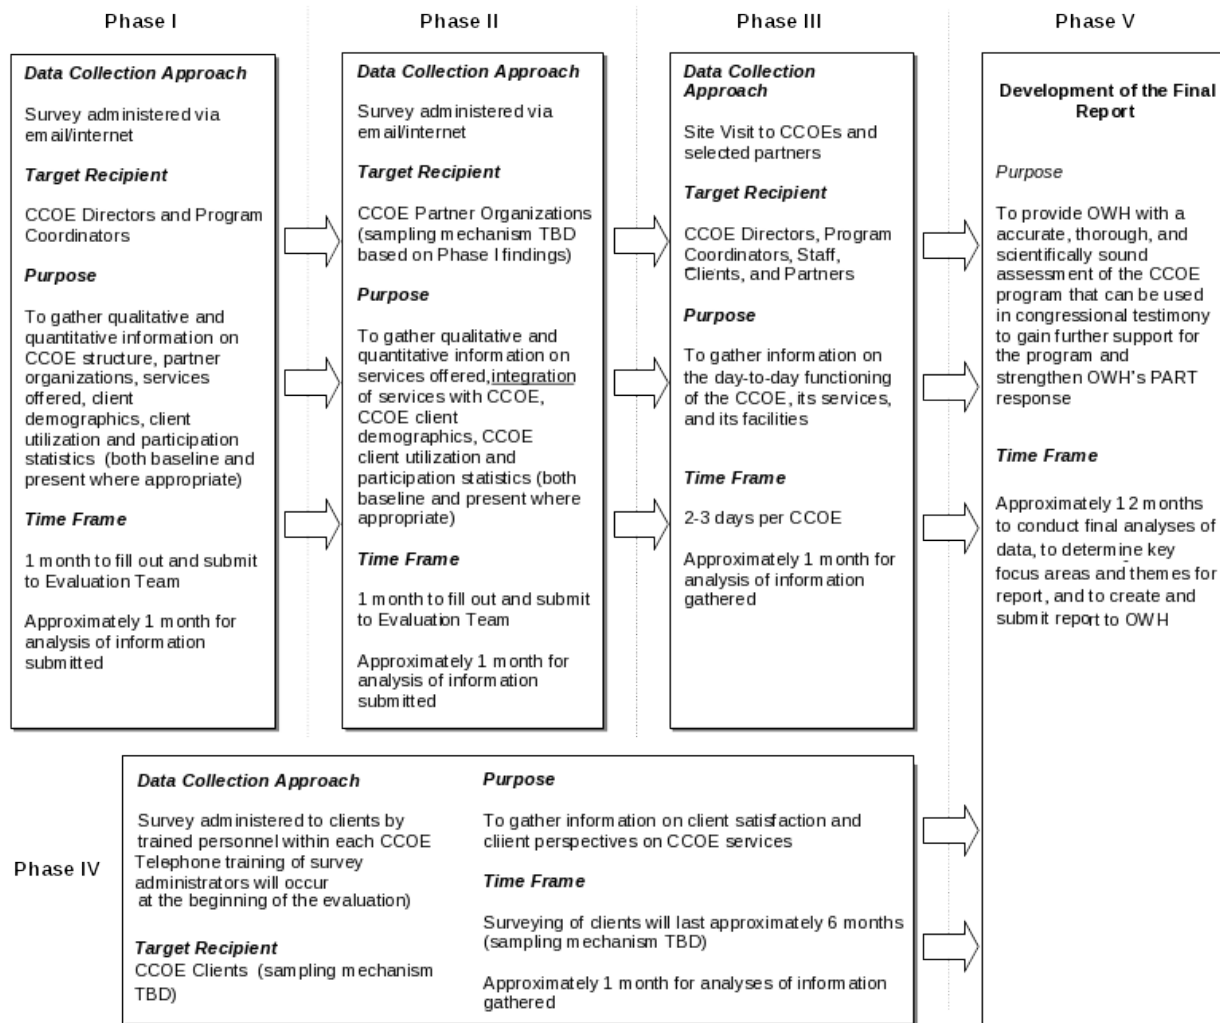 Phase I
Phase II
Phase III
Phase V
Data Collection Approach
Survey administered via
email/internet
Target Recipient
CCOE Directors and Program
Coordinators
Purpose
To gather qualitative and
quantitative information on
CCOE structure, partner
organizations, services
offered, client
demographics, client
utilization and participation
statistics (both baseline and
present where appropriate)
Time Frame
1 month to fill out and submit
to Evaluation Team
Approximately 1 month for
analysis of information
submitted
Data Collection Approach
Survey administered via
email/internet
Target Recipient
CCOE Partner Organizations
(sampling mechanism TBD
based on Phase I findings)
Purpose
To gather qualitative and
quantitative information on
services offered, integration
of services with CCOE,
CCOE client
demographics, CCOE
client utilization and
participation statistics (both
baseline and present where
appropriate)
Time Frame
1 month to fill out and submit
to Evaluation Team
Approximately 1 month for
analysis of information
submitted
Data Collection
Approach
Site Visit to CCOEs and
selected partners
Target Recipient
CCOE Directors, Program
Coordinators, Staff,
Clients, and Partners
Purpose
To gather information on
the day-to-day functioning
of the CCOE, its services,
and its facilities
Time Frame
2-3 days per CCOE
Approximately 1 month for
analysis of information
gathered
Development of the Final
Report
Purpose
To provide OWH with a
accurate, thorough, and
scientifically sound
assessment of the CCOE
program that can be used
in congressional testimony
to gain further support for
the program and
strengthen OWH's PART
response
Time Frame
Approximately 12 months
to conduct final analyses of
data, to determine key
focus areas and themes for
report, and to create and
submit report to OWH
Phase IV
Data Collection Approach
Survey administered to clients by
trained personnel within each CCOE
Telephone training of survey
administrators will occur
at the beginning of the evaluation)
Target Recipient
CCOE Clients (sampling mechanism
TBD)
Purpose
To gather information on client satisfaction and
cliient perspectives on CCOE services
Time Frame
Surveying of clients will last approximately 6 months
(sampling mechanism TBD)
Approximately 1 month for analyses of information
gathered